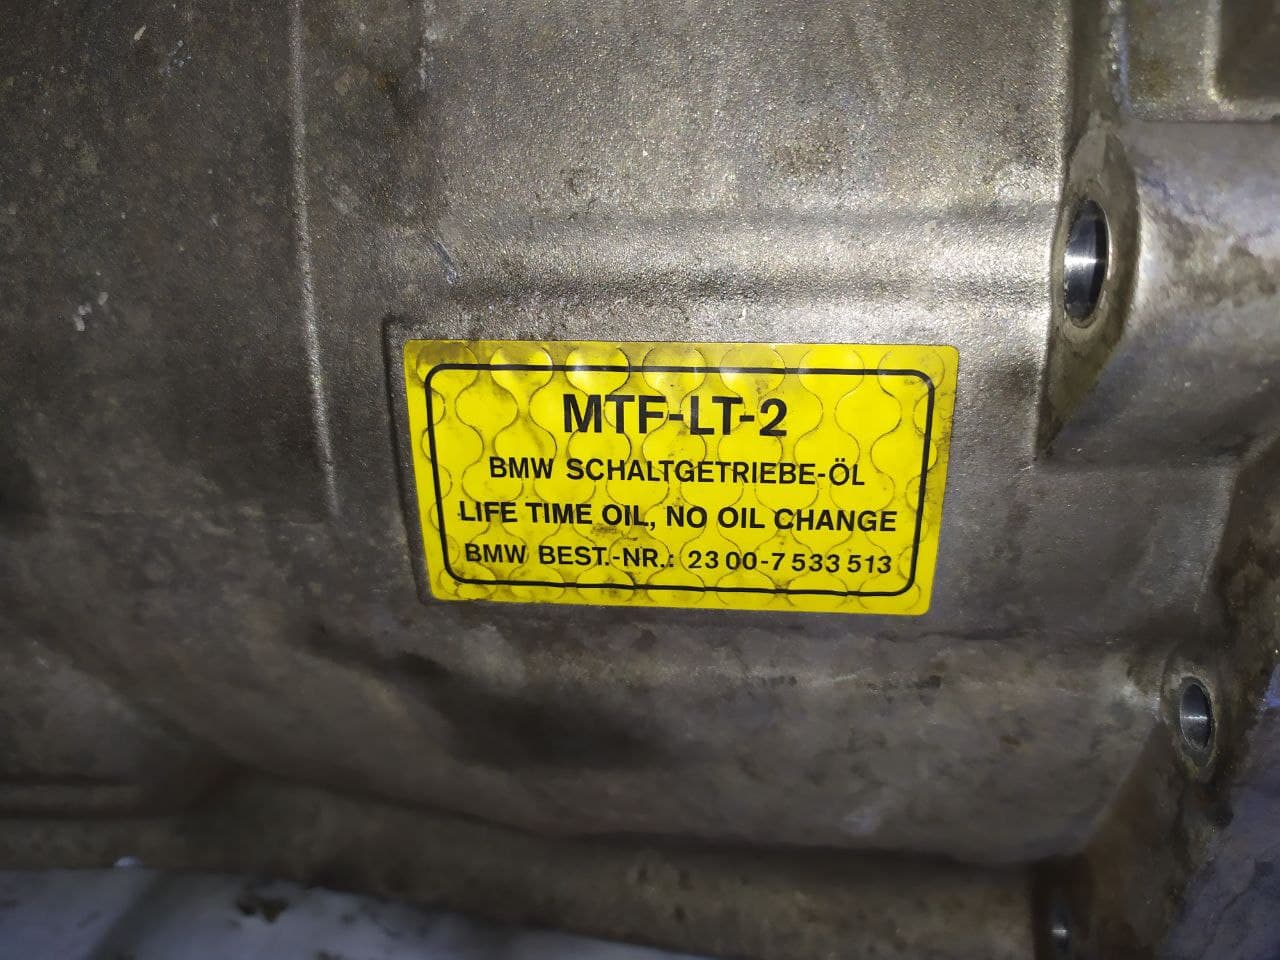 MTF-LT-2
BMW SCHALTGETRIEBE-ÖL
LIFE TIME OIL, NO OIL CHANGE
BMW BEST.-NR.: 23 00-7 533 513